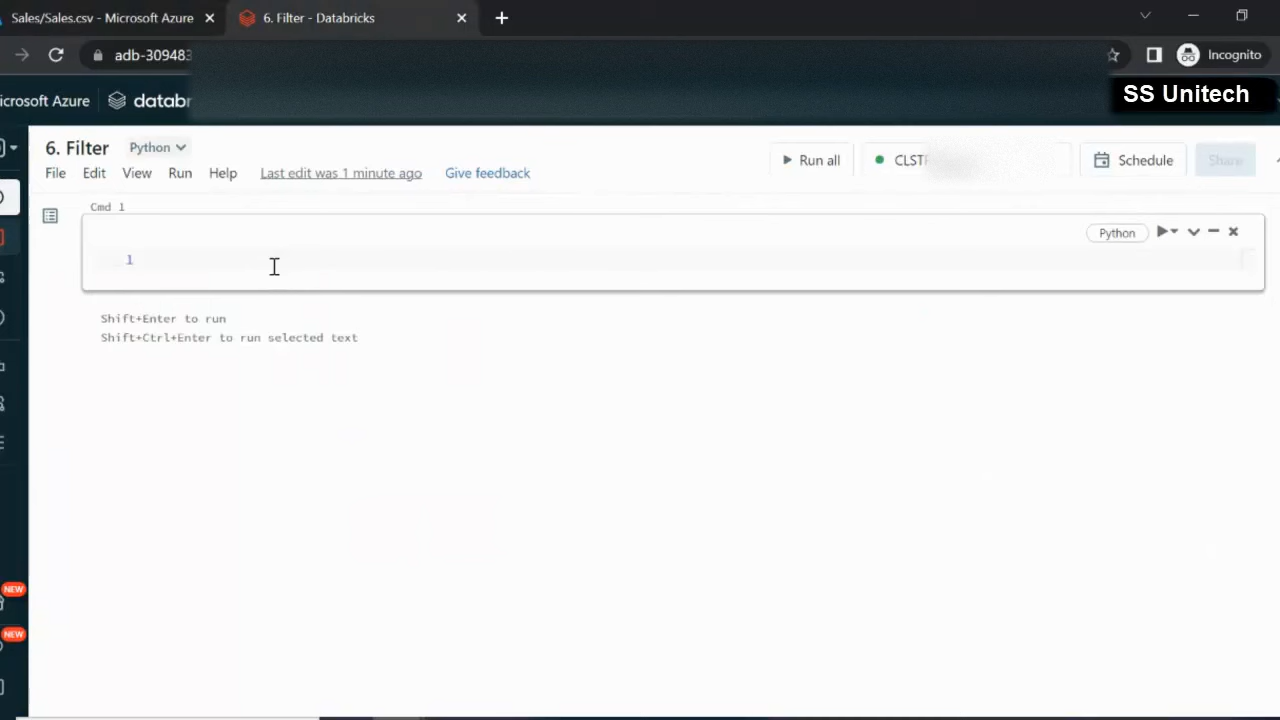 Sales/Sales.csv - Microsoft Azure
6. Filter - Databricks
adb-309483
Incognito
icrosoft Azure
databr
SS Unitech
6. Filter
Python
Run all
CLST
Schedule
Share
File
Edit
View
Run
Help
Last edit was 1 minute ago
Give feedback
Cmd 1
Python
1
Shift+Enter to run
Shift+Ctrl+Enter to run selected text
NEW
NEW